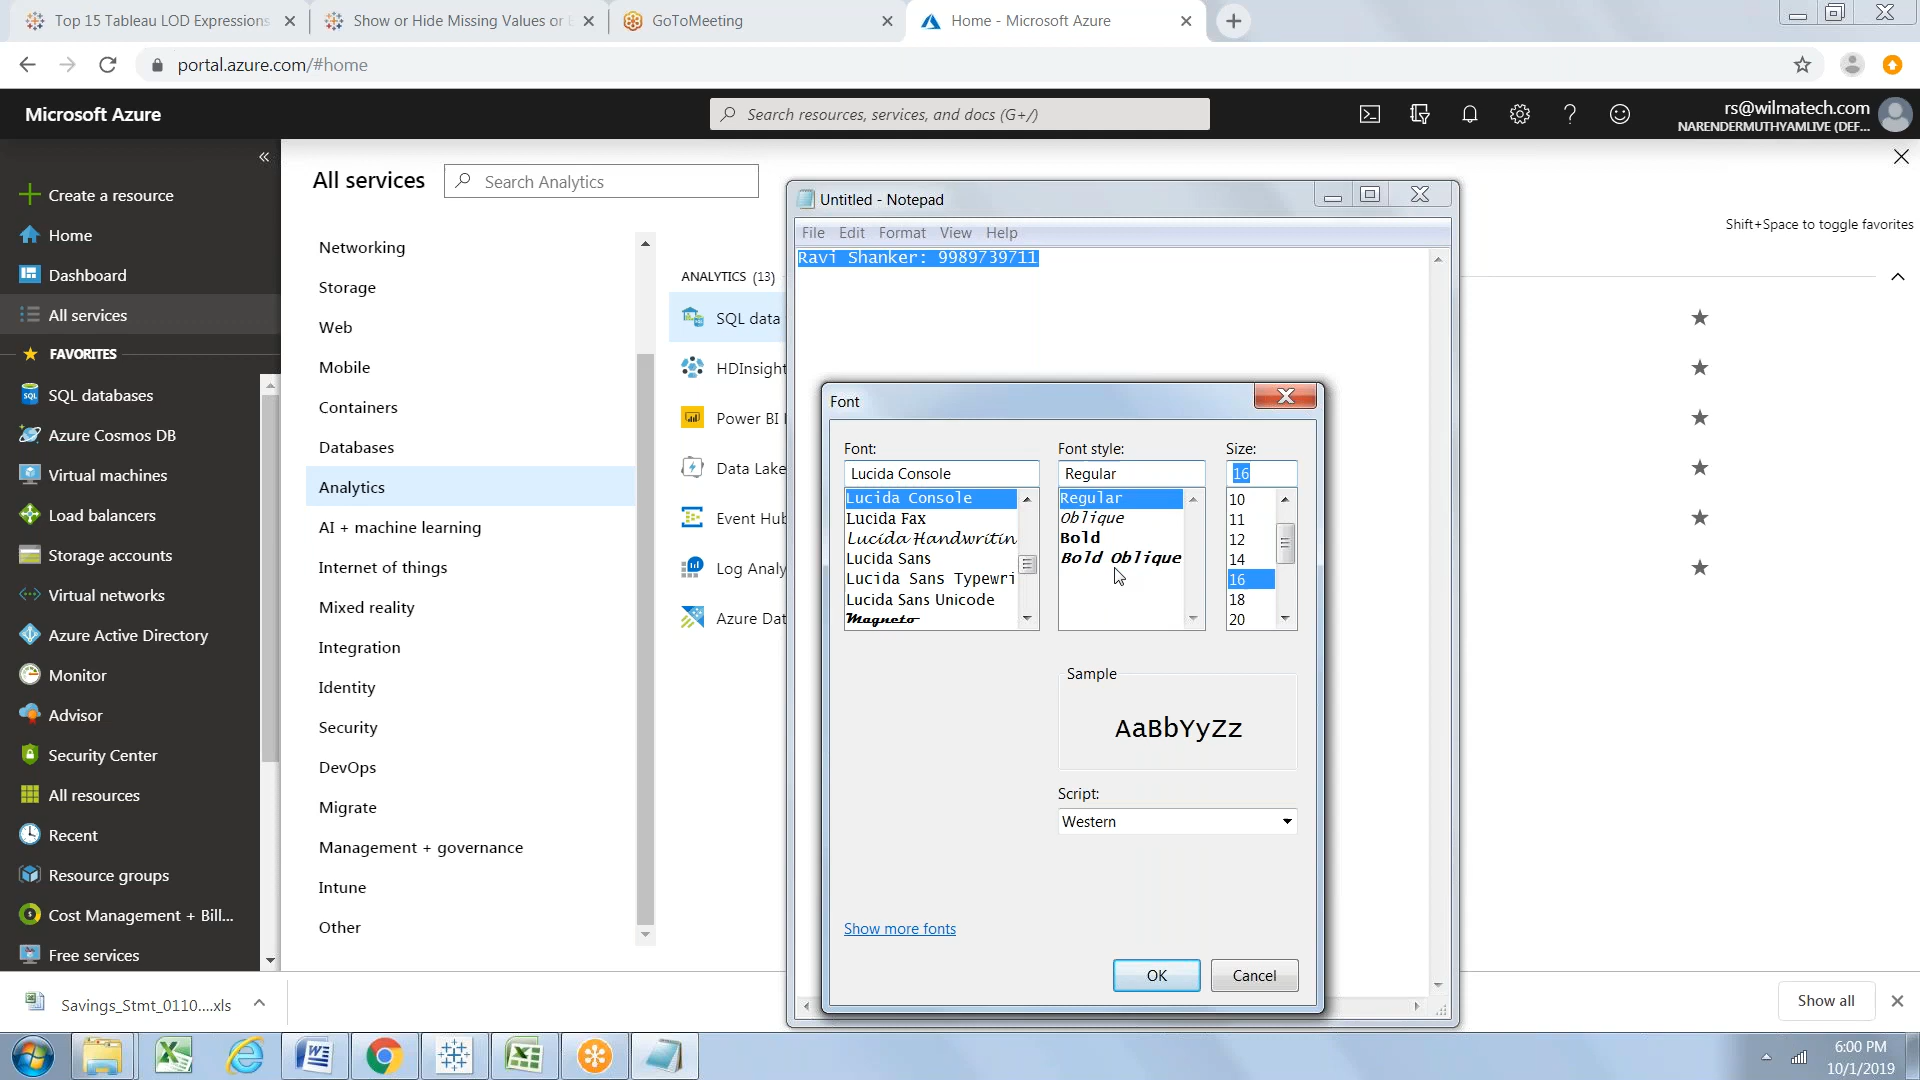 Top 15 Tableau LOD Expressions
Show or Hide Missing Values or
GoToMeeting
Home - Microsoft Azure
portal.azure.com/#home
Microsoft Azure
Search resources, services, and docs (G+/)
rs@wilmatech.com
NARENDERMUTHYAMLIVE (DEF...
Create a resource
Home
Dashboard
All services
FAVORITES
SQL databases
Azure Cosmos DB
Virtual machines
Load balancers
Storage accounts
Virtual networks
Azure Active Directory
Monitor
Advisor
Security Center
All resources
Recent
Resource groups
Cost Management + Bill...
Free services
All services
Search Analytics
Shift+Space to toggle favorites
Networking
Storage
Web
Mobile
Containers
Databases
Analytics
AI + machine learning
Internet of things
Mixed reality
Integration
Identity
Security
DevOps
Migrate
Management + governance
Intune
Other
ANALYTICS (13)
SQL data
HDInsight
Power BI
Data Lake
Event Hub
Log Analy
Azure Dat
Untitled - Notepad
File Edit Format View Help
Ravi Shanker: 9989739711
Font
Font:
Font style:
Size:
Lucida Console
Regular
16
Lucida Console
Lucida Fax
Lucida Handwritin
Lucida Sans
Lucida Sans Typewri
Lucida Sans Unicode
Magneto
Regular
Oblique
Bold
Bold Oblique
10
11
12
14
16
18
20
Sample
AaBbYyZz
Script:
Western
Show more fonts
OK
Cancel
Savings_Stmt_0110....xls
Show all
6:00 PM
10/1/2019